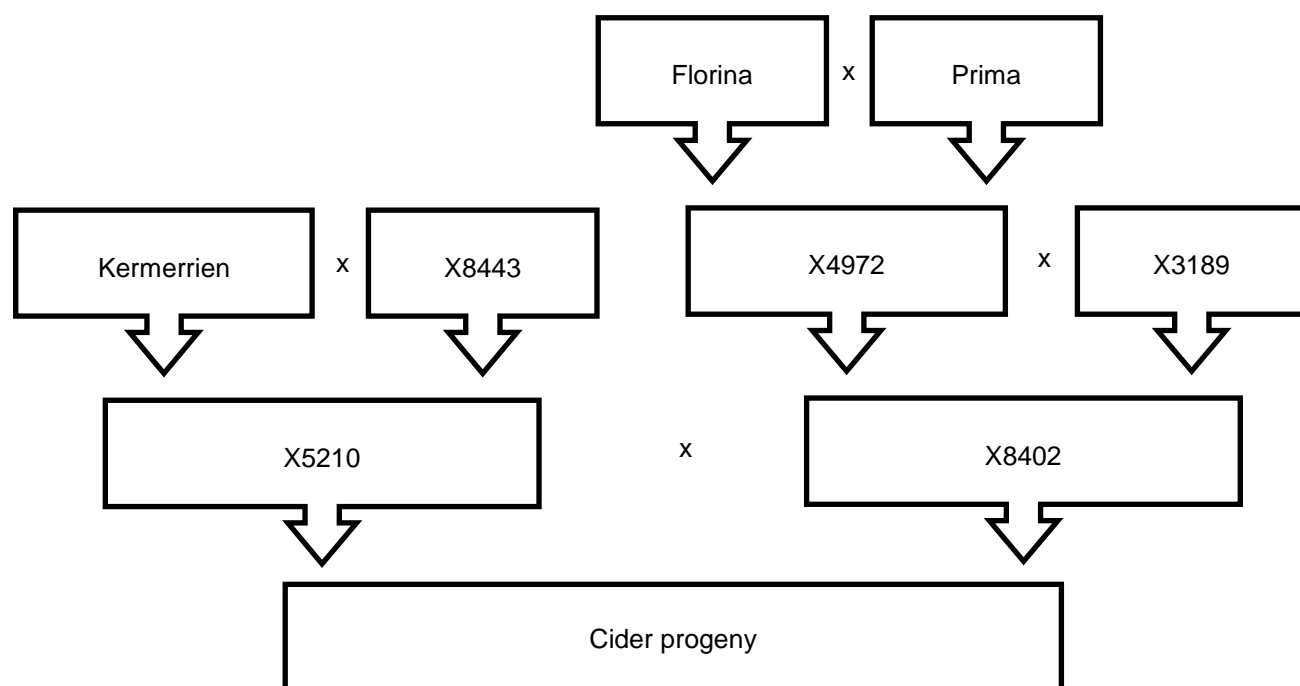 Florina x Prima
Kermerrien x X8443 X4972 x X3189
X5210 x X8402
Cider progeny